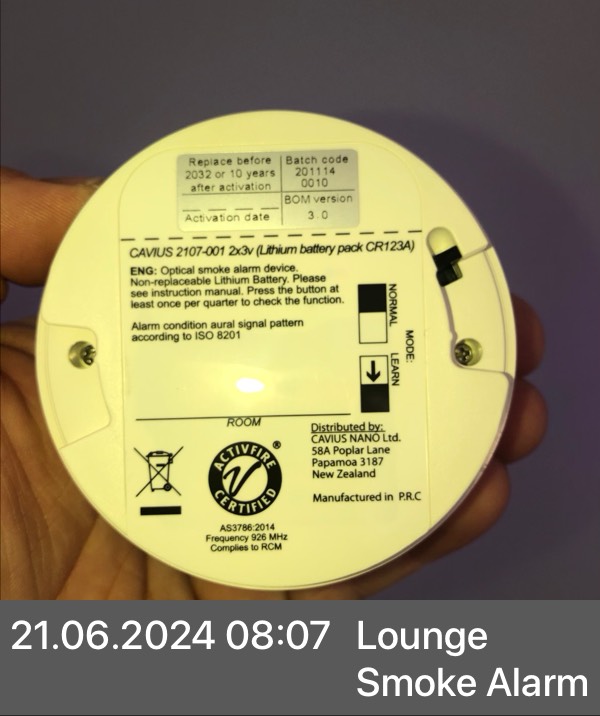 Replace before
2032 or 10 years
after activation
Activation date
Batch code
201114
0010
BOM version
3.0
CAVIUS 2107-001 2x3v (Lithium battery pack CR123A)
ENG: Optical smoke alarm device.
Non-replaceable Lithium Battery. Please
see instruction manual. Press the button at
least once per quarter to check the function.
Alarm condition aural signal pattern
according to ISO 8201
NORMAL
MODE:
LEARN
ROOM
ACTIVFIRE
®
CERTIFIED
AS3786:2014
Frequency 926 MHz
Complies to RCM
Distributed by:
CAVIUS NANO Ltd.
58A Poplar Lane
Papamoa 3187
New Zealand
Manufactured in P.R.C
21.06.2024 08:07
Lounge
Smoke Alarm